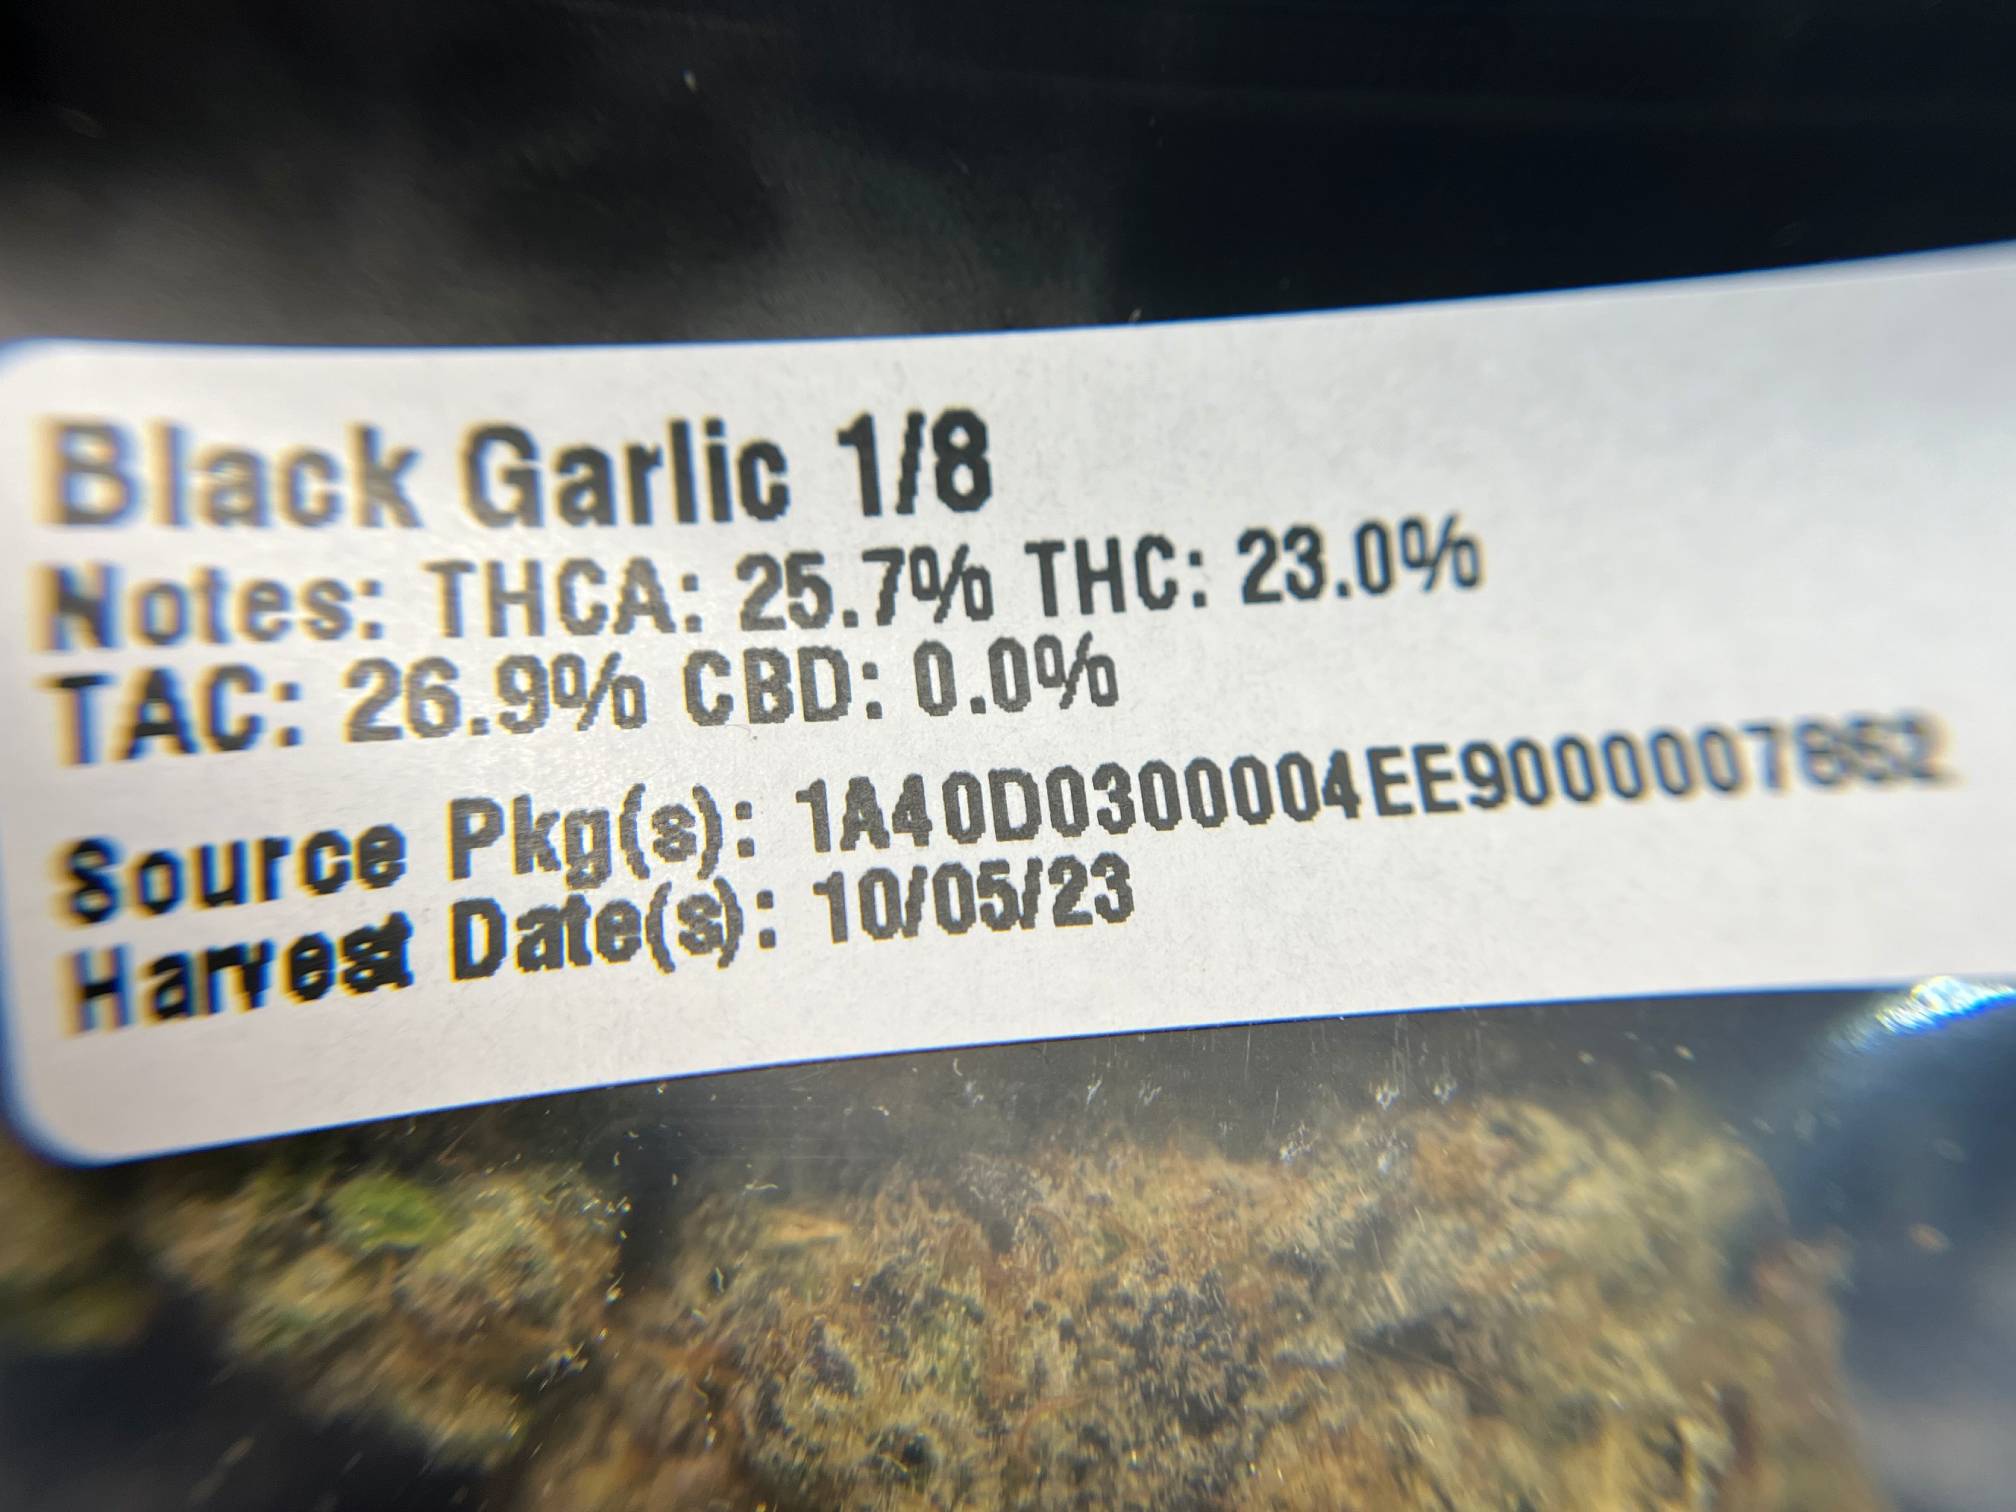 Black Garlic 1/8
Notes: THCA: 25.7% THC: 23.0%
TAC: 26.9% CBD: 0.0%
Source Pkg(s):
Harvest Date(s): 10/05/23